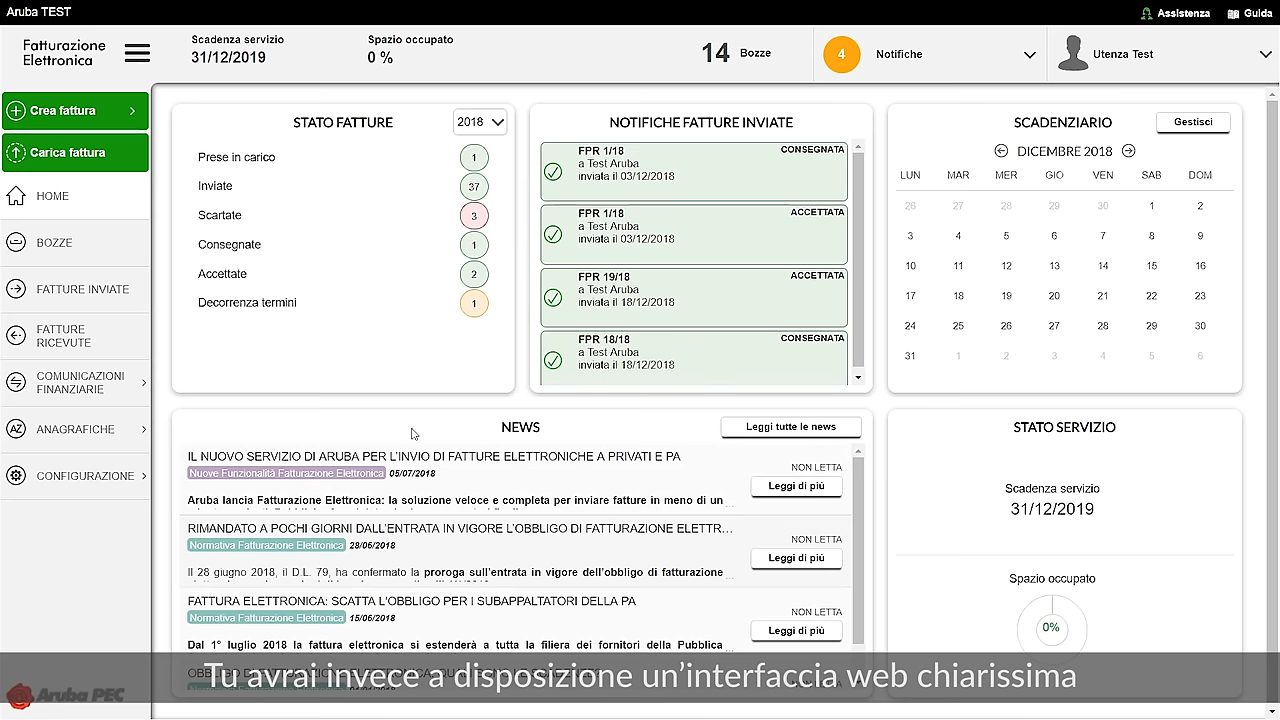 Aruba TEST
Assistenza
Guida
Fatturazione
Elettronica
Scadenza servizio
31/12/2019
Spazio occupato
0 %
14 Bozze
4 Notifiche
Utenza Test
Crea fattura
Carica fattura
HOME
BOZZE
FATTURE INVIATE
FATTURE
RICEVUTE
COMUNICAZIONI
FINANZIARIE
ANAGRAFICHE
CONFIGURAZIONE
STATO FATTURE
2018
Prese in carico 1
Inviate 37
Scartate 3
Consegnate 1
Accettate 2
Decorrenza termini 1
NOTIFICHE FATTURE INVIATE
FPR 1/18 CONSEGNATA
a Test Aruba
inviata il 03/12/2018
FPR 1/18 ACCETTATA
a Test Aruba
inviata il 03/12/2018
FPR 19/18 ACCETTATA
a Test Aruba
inviata il 18/12/2018
FPR 18/18 CONSEGNATA
a Test Aruba
inviata il 18/12/2018
SCADENZIARIO
Gestisci
DICEMBRE 2018
LUN MAR MER GIO VEN SAB DOM
26 27 28 29 30 1 2
3 4 5 6 7 8 9
10 11 12 13 14 15 16
17 18 19 20 21 22 23
24 25 26 27 28 29 30
31 1 2 3 4 5 6
NEWS
Leggi tutte le news
IL NUOVO SERVIZIO DI ARUBA PER L'INVIO DI FATTURE ELETTRONICHE A PRIVATI E PA
Nuove Funzionalità Fatturazione Elettronica 05/07/2018
NON LETTA
Leggi di più
Aruba lancia Fatturazione Elettronica: la soluzione veloce e completa per inviare fatture in meno di un
RIMANDATO A POCHI GIORNI DALL'ENTRATA IN VIGORE L'OBBLIGO DI FATTURAZIONE ELETTR...
Normativa Fatturazione Elettronica 28/06/2018
NON LETTA
Leggi di più
Il 28 giugno 2018, il D.L. 79, ha confermato la proroga sull'entrata in vigore dell'obbligo di fatturazione
FATTURA ELETTRONICA: SCATTA L'OBBLIGO PER I SUBAPPALTATORI DELLA PA
Normativa Fatturazione Elettronica 15/06/2018
NON LETTA
Leggi di più
Dal 1° luglio 2018 la fattura elettronica si estenderà a tutta la filiera dei fornitori della Pubblica
STATO SERVIZIO
Scadenza servizio
31/12/2019
Spazio occupato
0%
Tu avrai invece a disposizione un'interfaccia web chiarissima
Aruba PEC